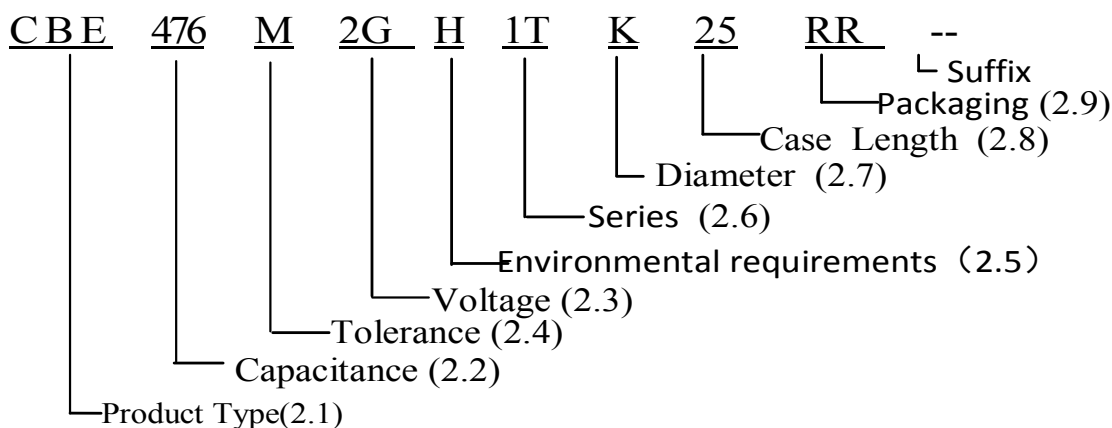 CBE 476 M 2G H 1T K 25 RR --
Suffix
Packaging (2.9)
Case Length (2.8)
Diameter (2.7)
Series (2.6)
Environmental requirements（2.5）
Voltage (2.3)
Tolerance (2.4)
Capacitance (2.2)
Product Type(2.1)